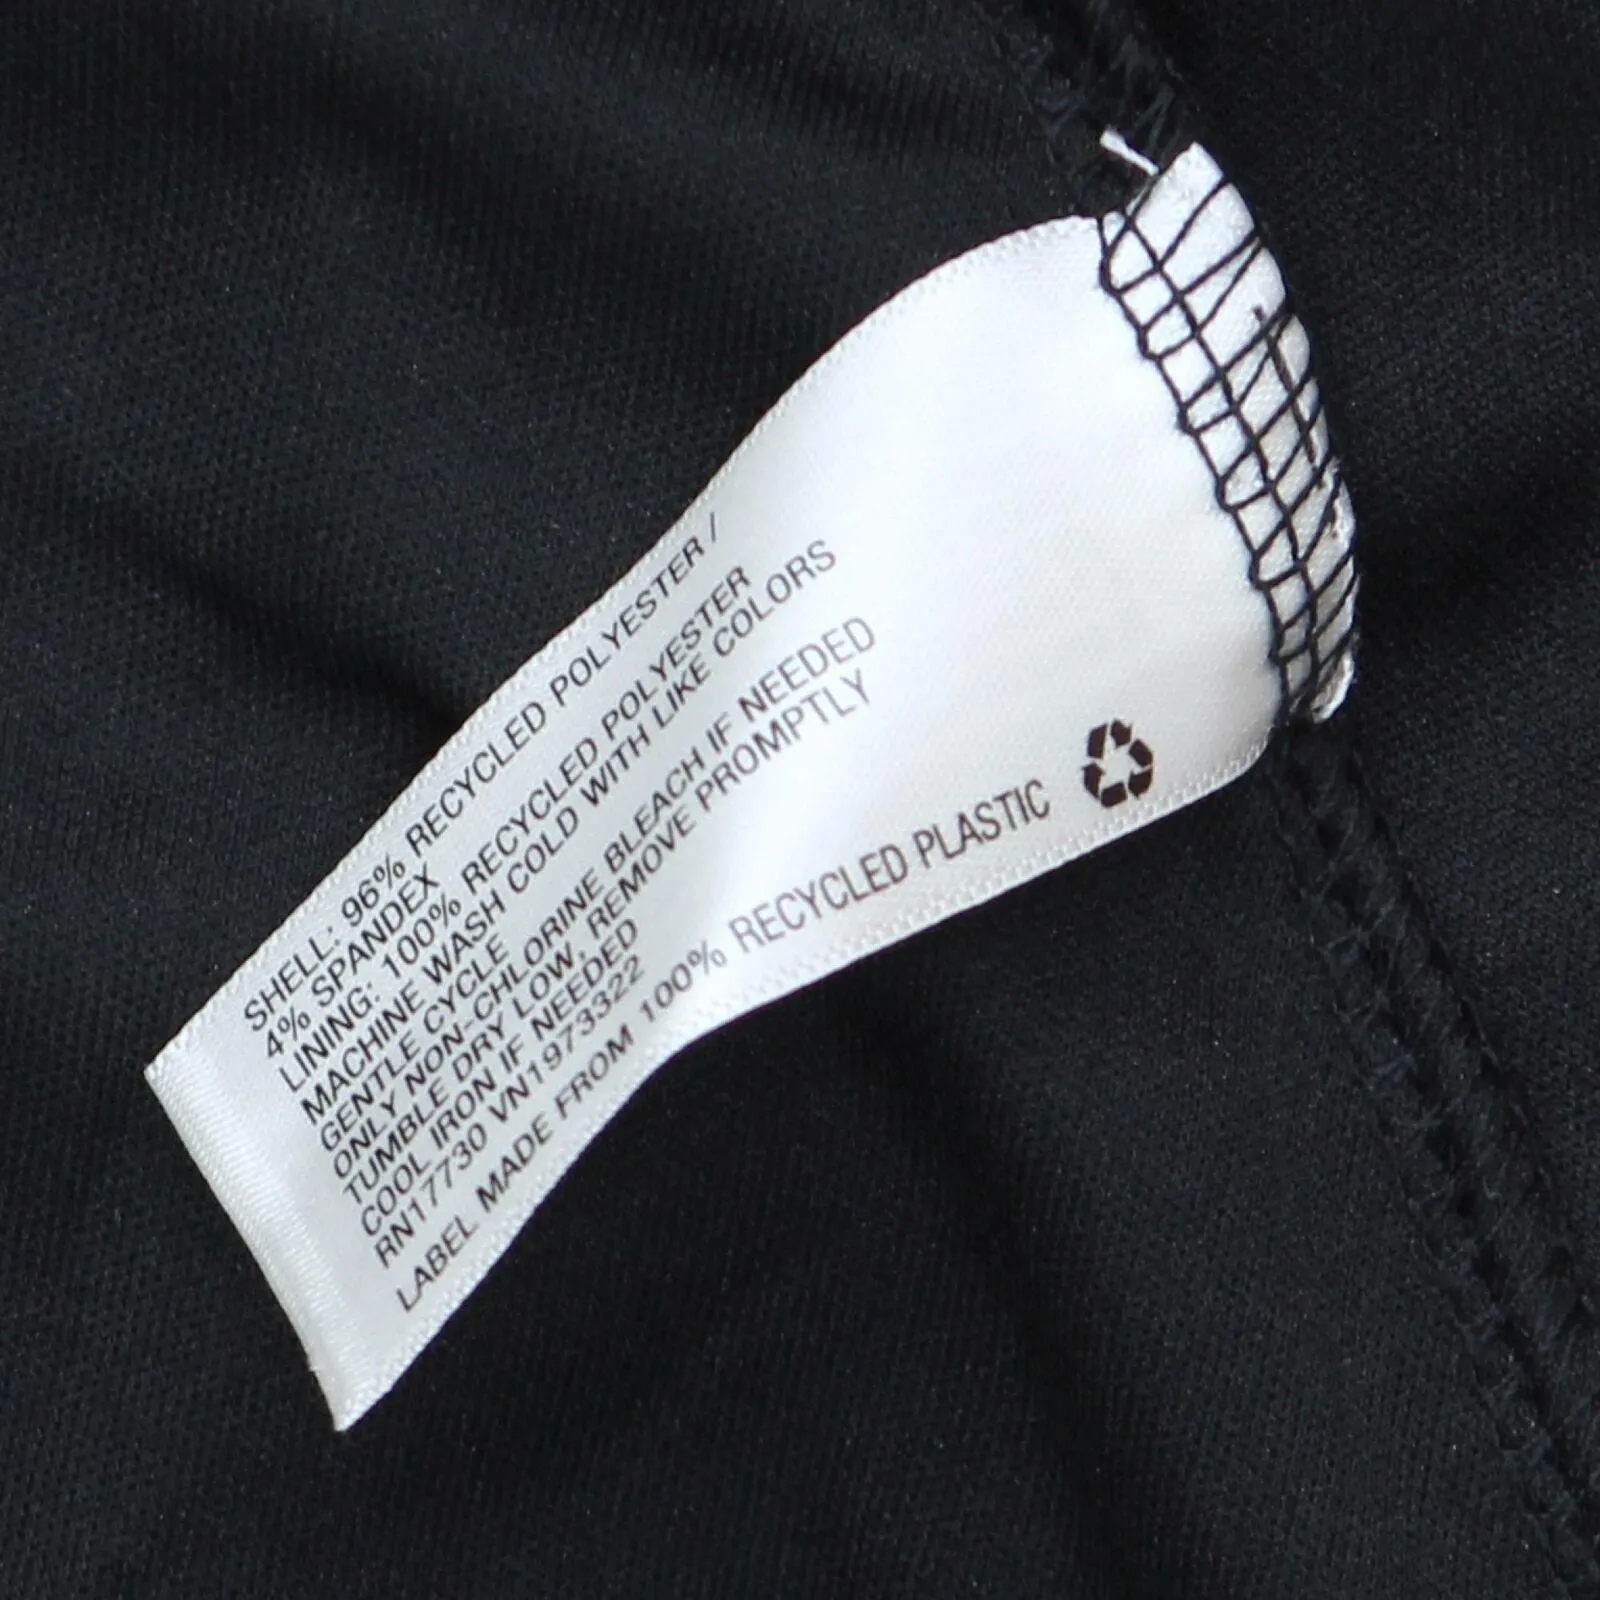 SHELL: 96% RECYCLED POLYESTER /
4% SPANDEX
LINING: 100% RECYCLED POLYESTER
MACHINE WASH COLD WITH LIKE COLORS
GENTLE CYCLE
ONLY NON-CHLORINE BLEACH IF NEEDED
TUMBLE DRY LOW, REMOVE PROMPTLY
COOL IRON IF NEEDED
RN17730 VN1973322
LABEL MADE FROM 100% RECYCLED PLASTIC